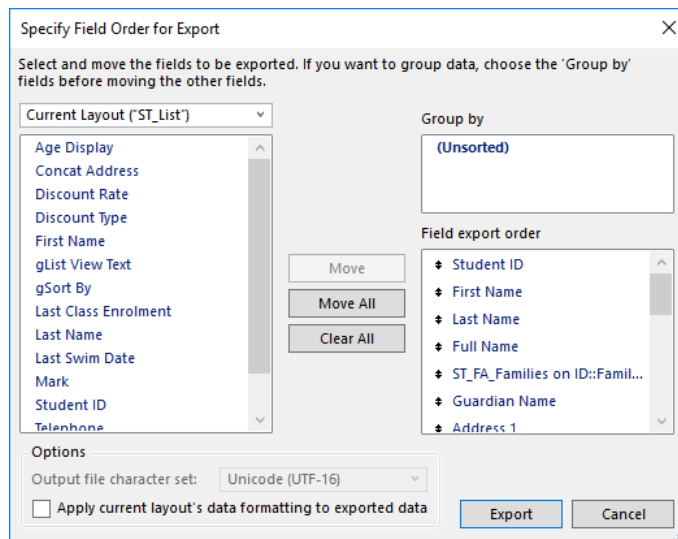 Specify Field Order for Export
Select and move the fields to be exported. If you want to group data, choose the 'Group by'
fields before moving the other fields.
Current Layout ("ST_List")
Age Display
Concat Address
Discount Rate
Discount Type
First Name
gList View Text
gSort By
Last Class Enrolment
Last Name
Last Swim Date
Mark
Student ID
Telephone
Move
Move All
Clear All
Group by
(Unsorted)
Field export order
Student ID
First Name
Last Name
Full Name
ST_FA_Families on ID::Famil...
Guardian Name
Address 1
Options
Output file character set: Unicode (UTF-16)
Apply current layout's data formatting to exported data
Export
Cancel